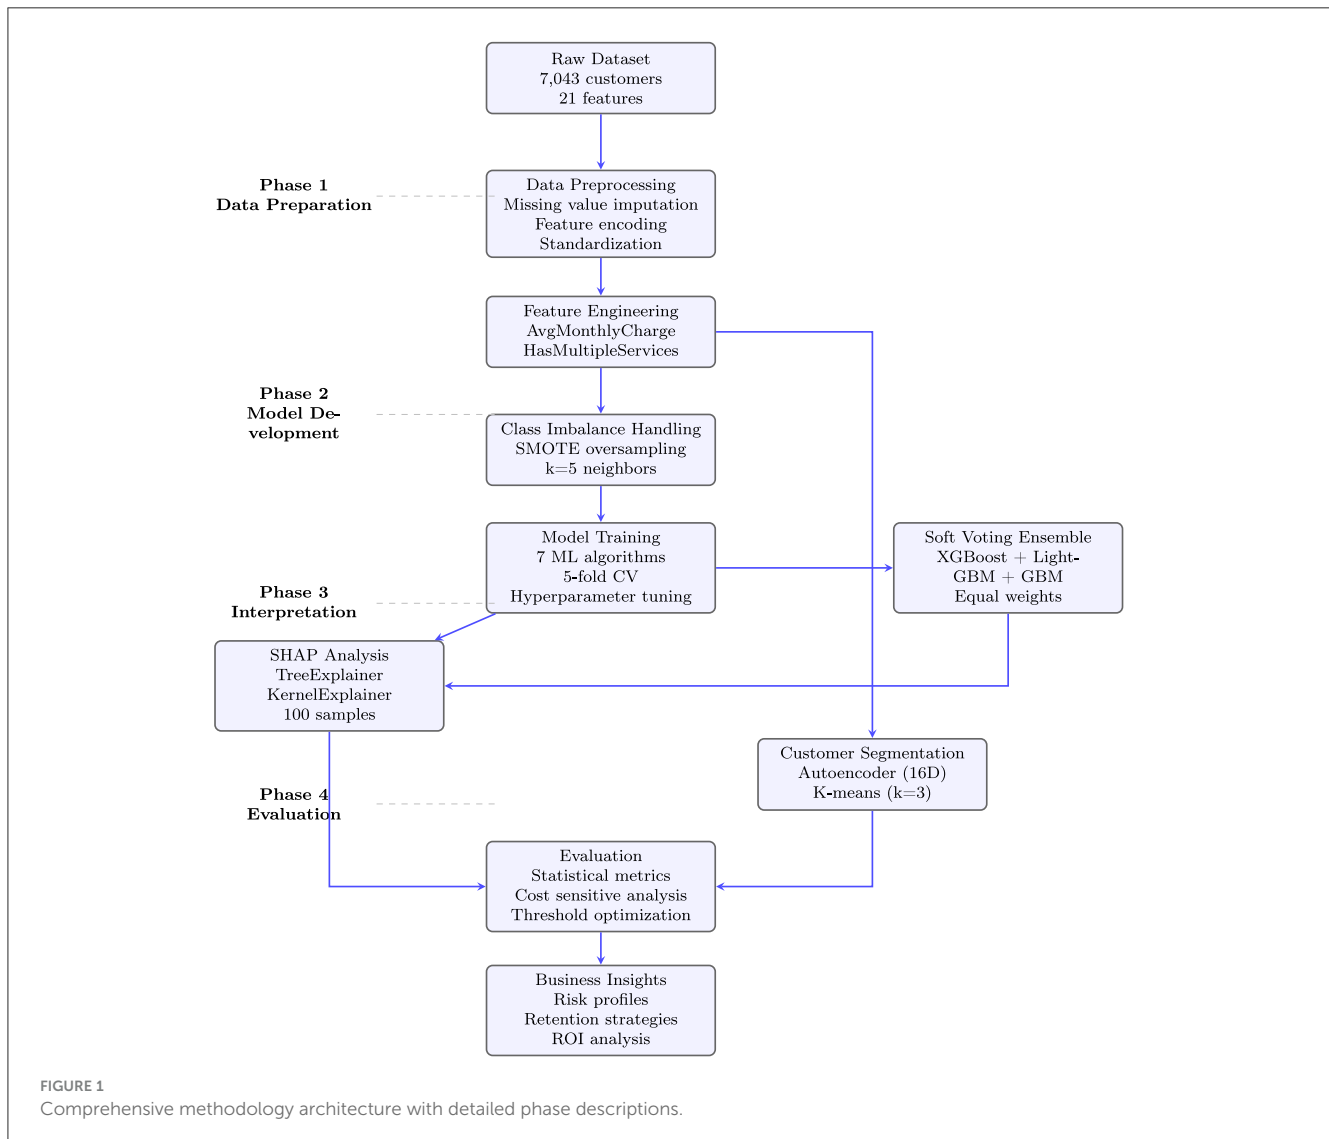 Raw Dataset
7,043 customers
21 features
Phase 1
Data Preparation
Data Preprocessing
Missing value imputation
Feature encoding
Standardization
Feature Engineering
AvgMonthlyCharge
HasMultipleServices
Phase 2
Model De-
velopment
Class Imbalance Handling
SMOTE oversampling
k=5 neighbors
Model Training
7 ML algorithms
5-fold CV
Hyperparameter tuning
Soft Voting Ensemble
XGBoost + Light-
GBM + GBM
Equal weights
Phase 3
Interpretation
SHAP Analysis
TreeExplainer
KernelExplainer
100 samples
Customer Segmentation
Autoencoder (16D)
K-means (k=3)
Phase 4
Evaluation
Evaluation
Statistical metrics
Cost sensitive analysis
Threshold optimization
Business Insights
Risk profiles
Retention strategies
ROI analysis
FIGURE 1
Comprehensive methodology architecture with detailed phase descriptions.